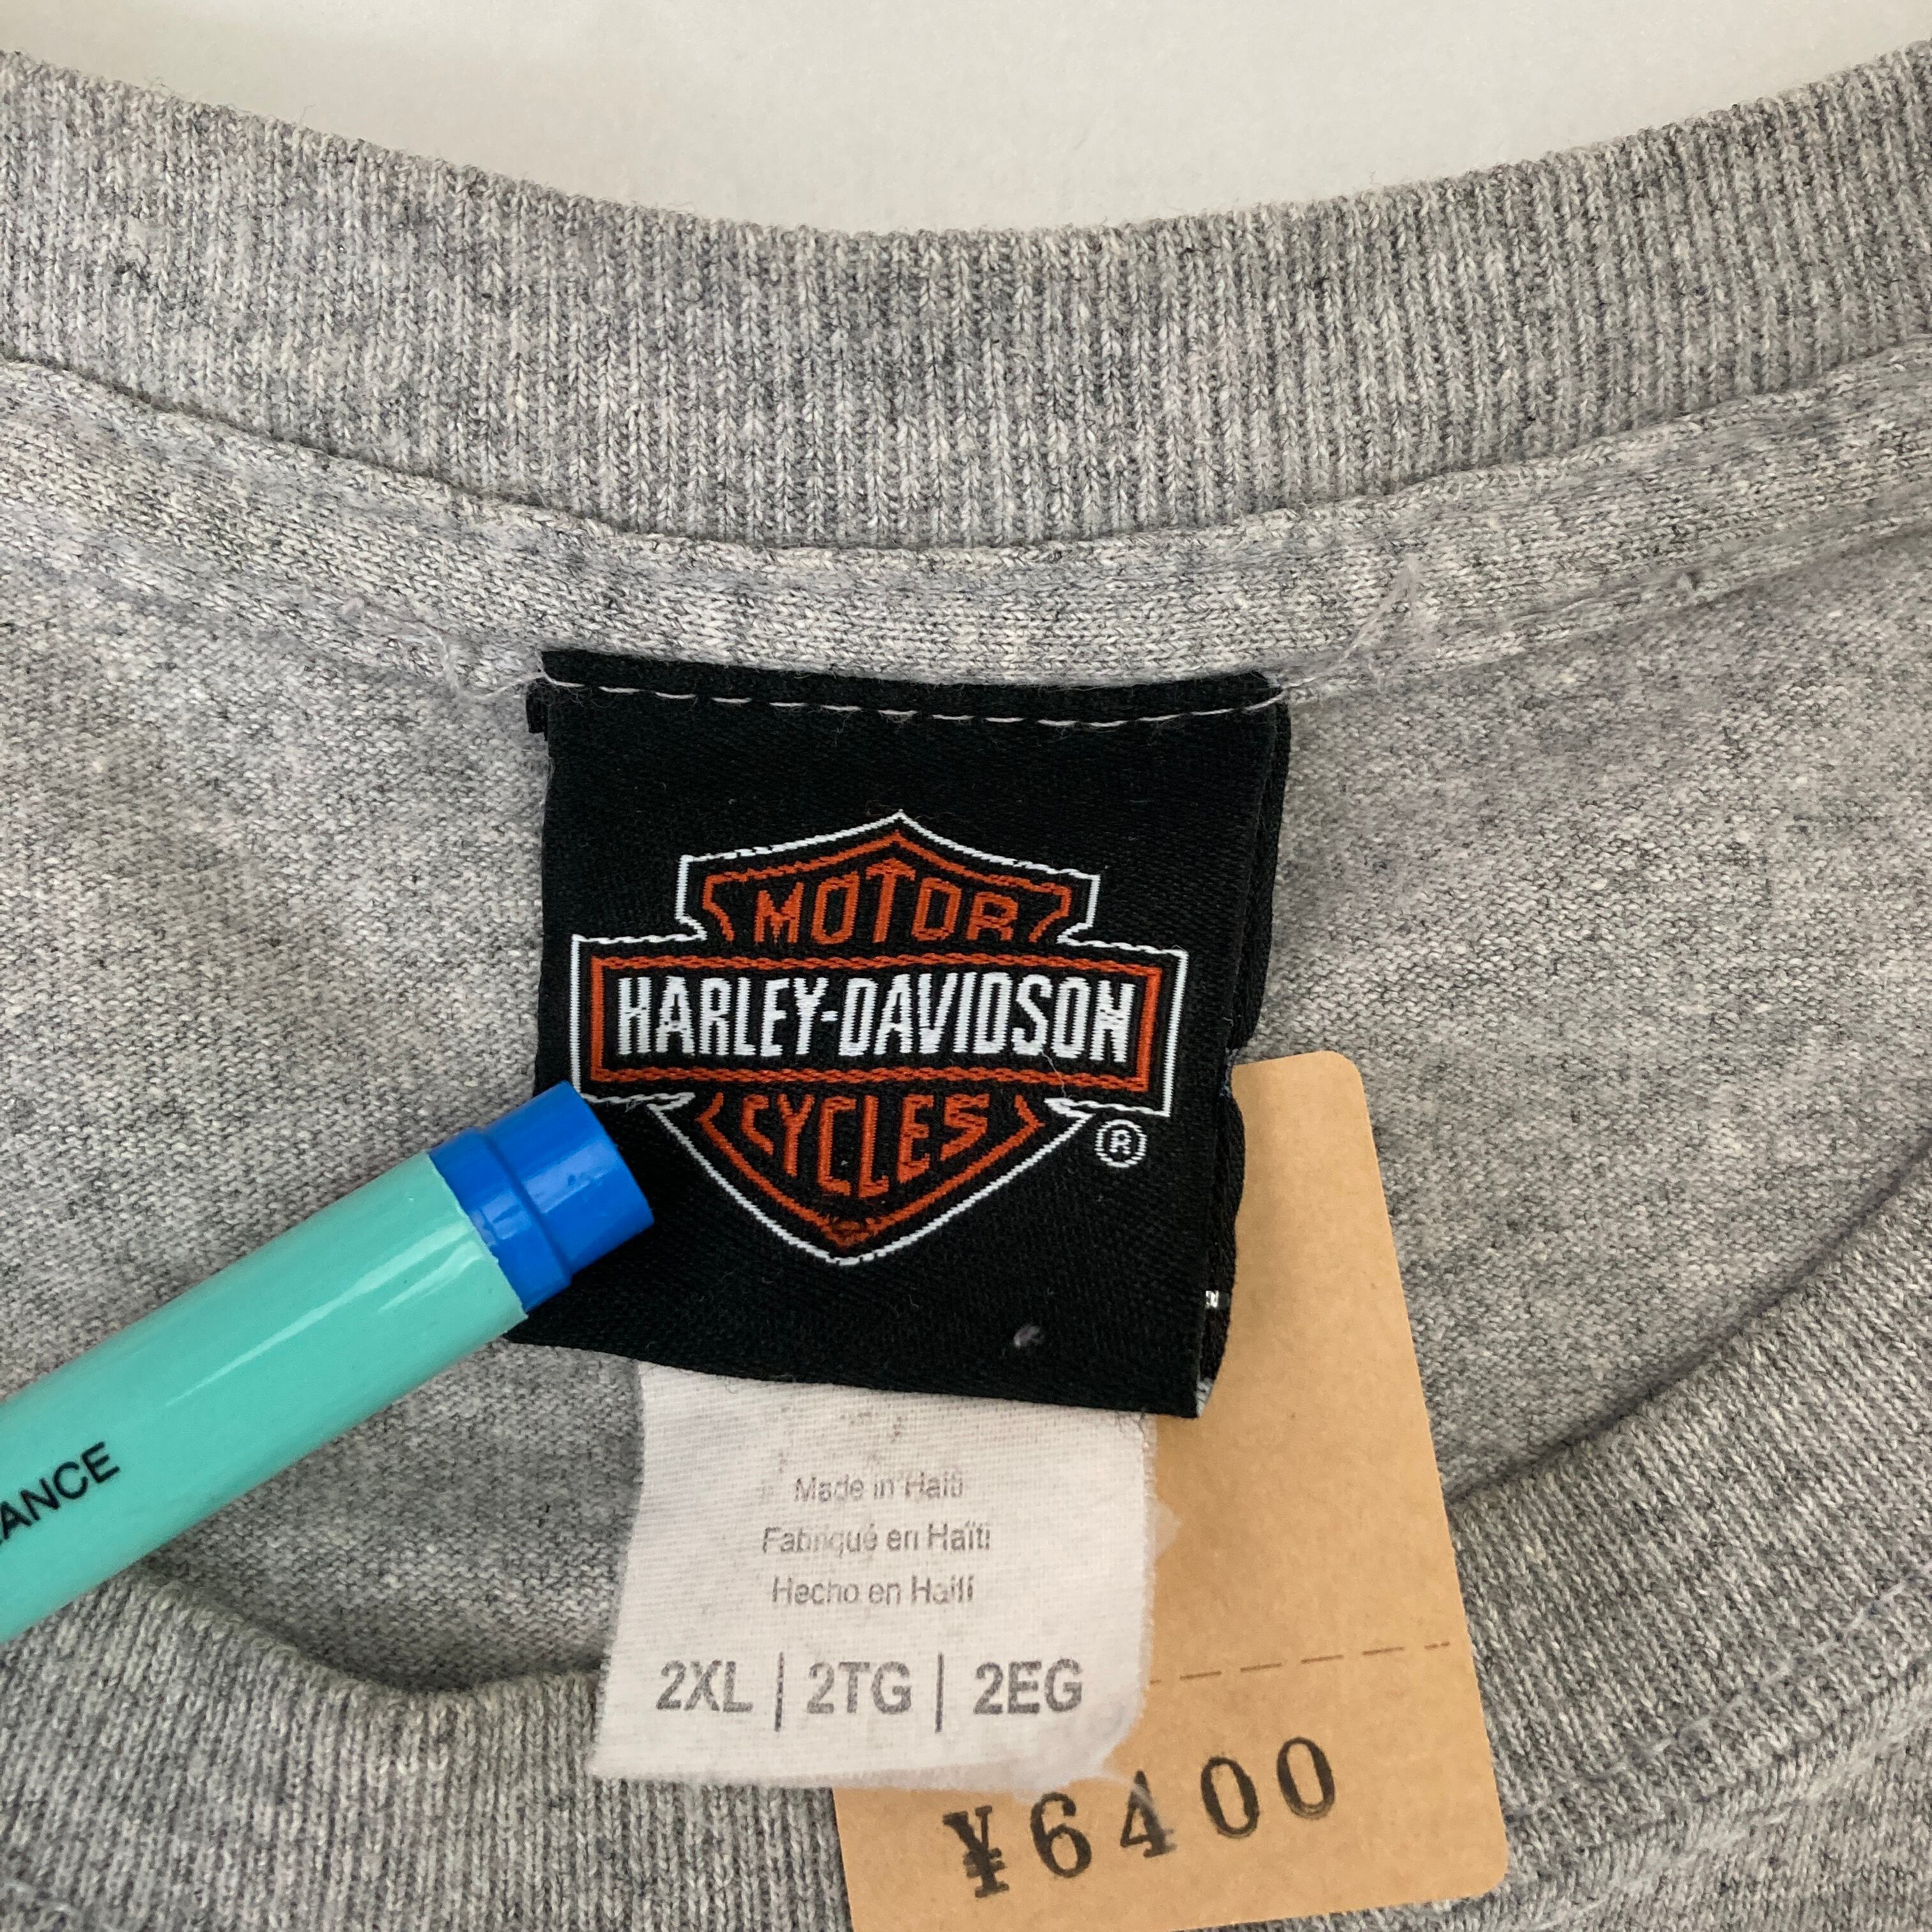 MOTOR
HARLEY-DAVIDSON
CYCLES
®
ANCE
Made in Haiti
Fabriqué en Haïti
Hecho en Haití
2XL | 2TG | 2EG
¥6400